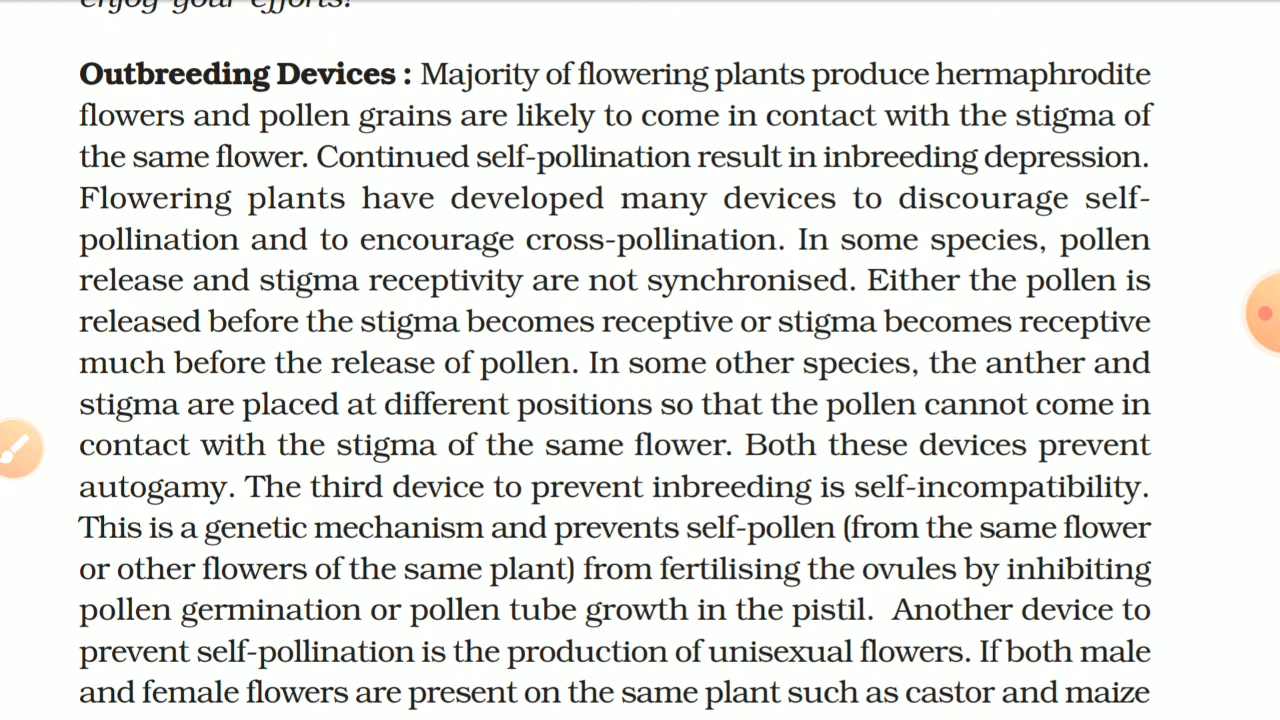 enjoy your efforts!
Outbreeding Devices : Majority of flowering plants produce hermaphrodite
flowers and pollen grains are likely to come in contact with the stigma of
the same flower. Continued self-pollination result in inbreeding depression.
Flowering plants have developed many devices to discourage self-
pollination and to encourage cross-pollination. In some species, pollen
release and stigma receptivity are not synchronised. Either the pollen is
released before the stigma becomes receptive or stigma becomes receptive
much before the release of pollen. In some other species, the anther and
stigma are placed at different positions so that the pollen cannot come in
contact with the stigma of the same flower. Both these devices prevent
autogamy. The third device to prevent inbreeding is self-incompatibility.
This is a genetic mechanism and prevents self-pollen (from the same flower
or other flowers of the same plant) from fertilising the ovules by inhibiting
pollen germination or pollen tube growth in the pistil. Another device to
prevent self-pollination is the production of unisexual flowers. If both male
and female flowers are present on the same plant such as castor and maize